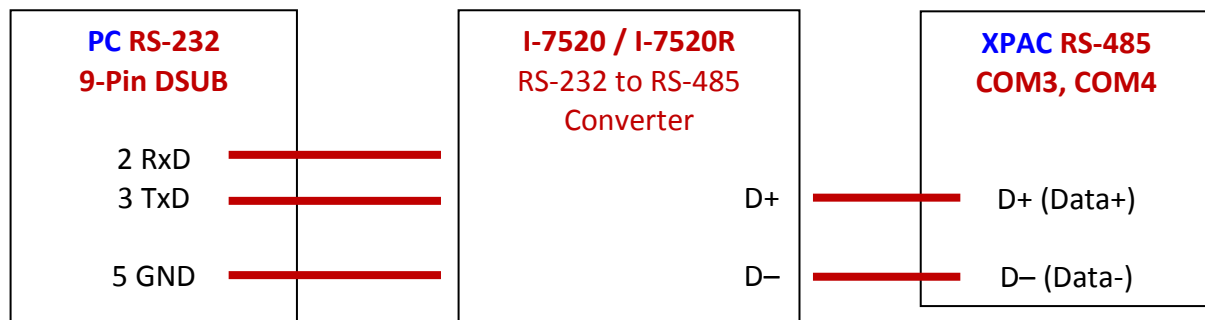 PC RS-232
9-Pin DSUB
2 RxD
3 TxD
5 GND
I-7520 / I-7520R
RS-232 to RS-485
Converter
D+
D–
XPAC RS-485
COM3, COM4
D+ (Data+)
D– (Data-)